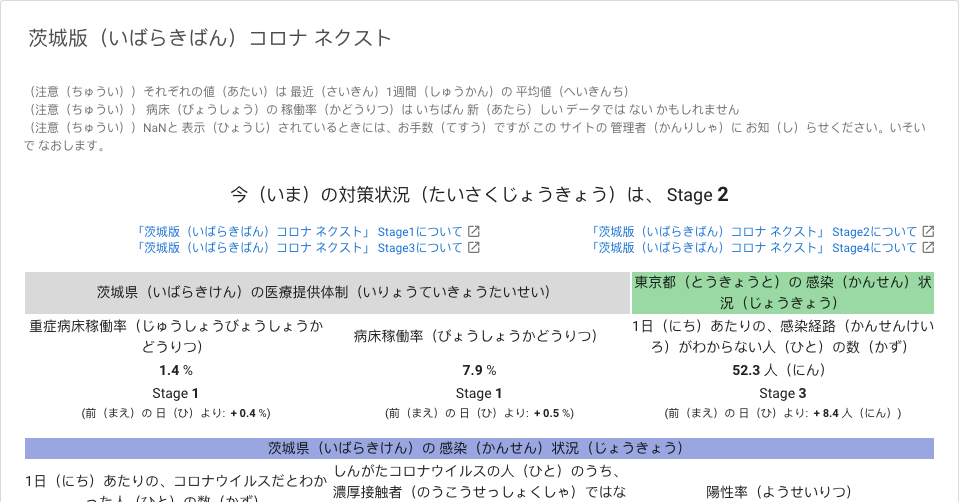 茨城版（いばらきばん）コロナ ネクスト
（注意（ちゅうい））それぞれの値（あたい）は 最近（さいきん）1週間（しゅうかん）の 平均値（へいきんち）
（注意（ちゅうい）） 病床（びょうしょう）の 稼働率（かどうりつ）は いちばん 新（あたら）しい データでは ない かもしれません
（注意（ちゅうい））NaNと 表示（ひょうじ）されているときには、お手数（てすう）ですが この サイトの 管理者（かんりしゃ）に お知（し）らせください。いそい
で なおします。
今（いま）の対策状況（たいさくじょうきょう）は、 Stage 2
「茨城版（いばらきばん）コロナ ネクスト」 Stage1について
「茨城版（いばらきばん）コロナ ネクスト」 Stage2について
「茨城版（いばらきばん）コロナ ネクスト」 Stage3について
「茨城版（いばらきばん）コロナ ネクスト」 Stage4について
茨城県（いばらきけん）の医療提供体制（いりょうていきょうたいせい）
東京都（とうきょうと）の 感染（かんせん）状
況（じょうきょう）
重症病床稼働率（じゅうしょうびょうしょうか
どうりつ）
1.4 %
Stage 1
(前（まえ）の 日（ひ）より: + 0.4 %)
病床稼働率（びょうしょうかどうりつ）
7.9 %
Stage 1
(前（まえ）の 日（ひ）より: + 0.5 %)
1日（にち）あたりの、感染経路（かんせんけい
ろ）がわからない人（ひと）の数（かず）
52.3 人（にん）
Stage 3
(前（まえ）の 日（ひ）より: + 8.4 人（にん）)
茨城県（いばらきけん）の 感染（かんせん）状況（じょうきょう）
1日（にち）あたりの、コロナウイルスだとわか
った人（ひと）の数（かず）
しんがたコロナウイルスの人（ひと）のうち、
濃厚接触者（のうこうせっしょくしゃ）ではな
陽性率（ようせいりつ）